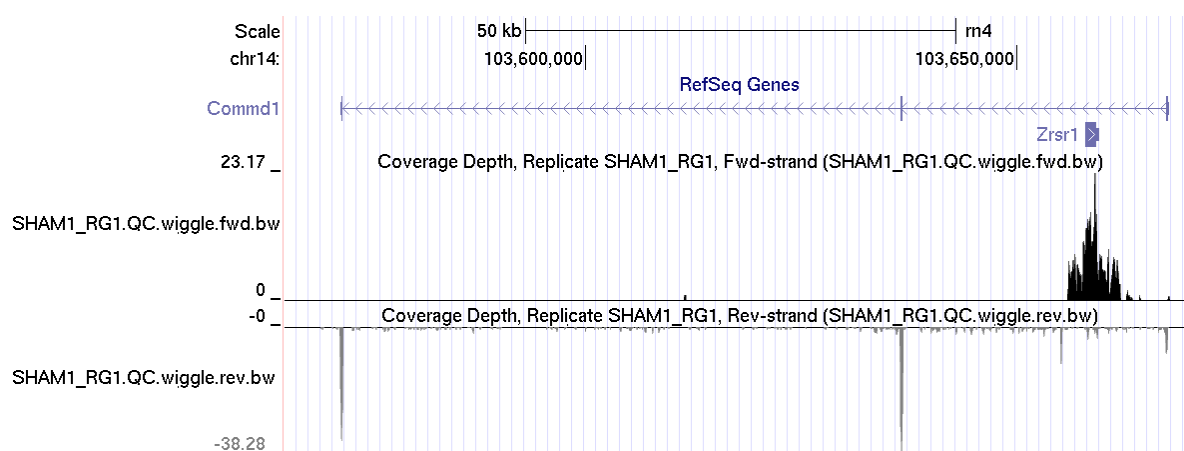 Scale 50 kb rn4
chr14: 103,600,000 103,650,000
RefSeq Genes
Commd1
Zrsr1
23.17 _ Coverage Depth, Replicate SHAM1_RG1, Fwd-strand (SHAM1_RG1.QC.wiggle.fwd.bw)
SHAM1_RG1.QC.wiggle.fwd.bw
0 _
-0 _ Coverage Depth, Replicate SHAM1_RG1, Rev-strand (SHAM1_RG1.QC.wiggle.rev.bw)
SHAM1_RG1.QC.wiggle.rev.bw
-38.28